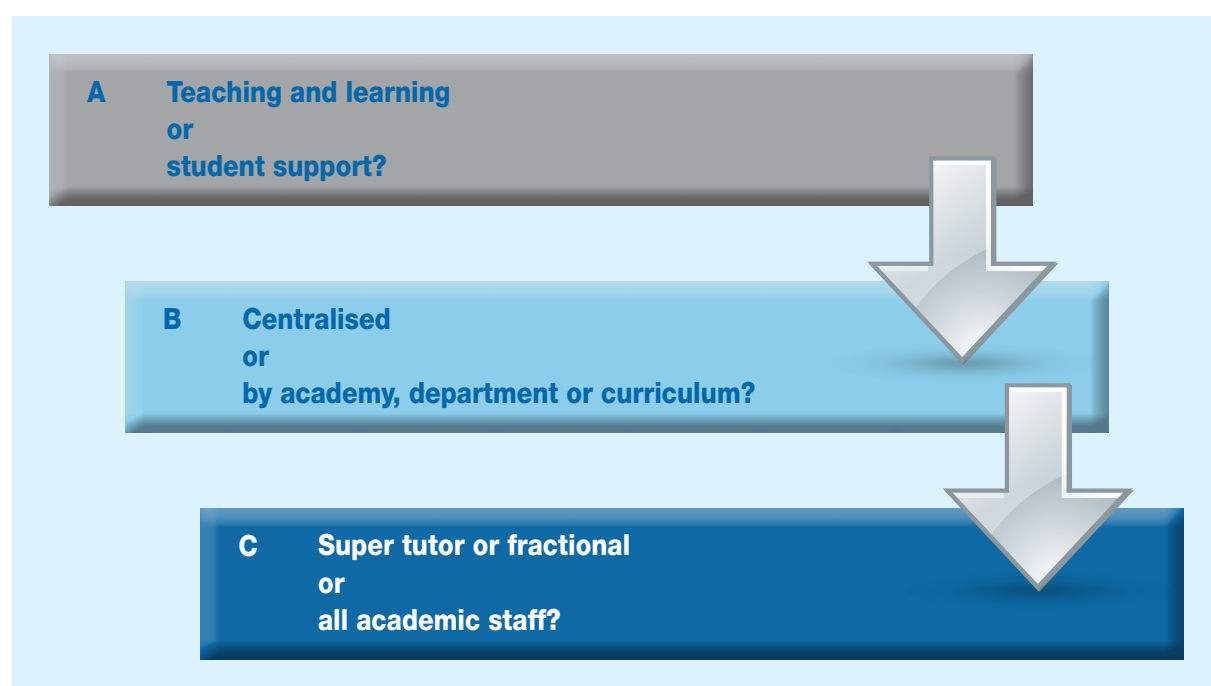 A Teaching and learning
or
student support?
B Centralised
or
by academy, department or curriculum?
C Super tutor or fractional
or
all academic staff?